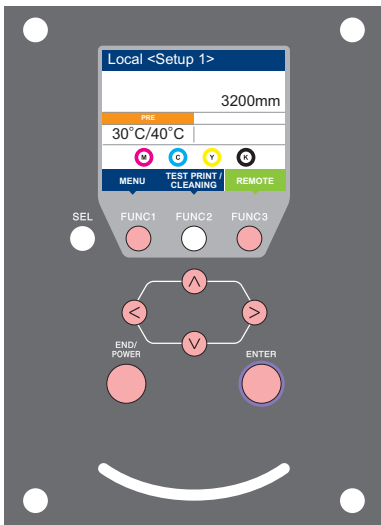 Local <Setup 1>
3200mm
PRE
30°C/40°C
M C Y K
MENU
TEST PRINT /
CLEANING
REMOTE
SEL
FUNC1
FUNC2
FUNC3
END/
POWER
ENTER